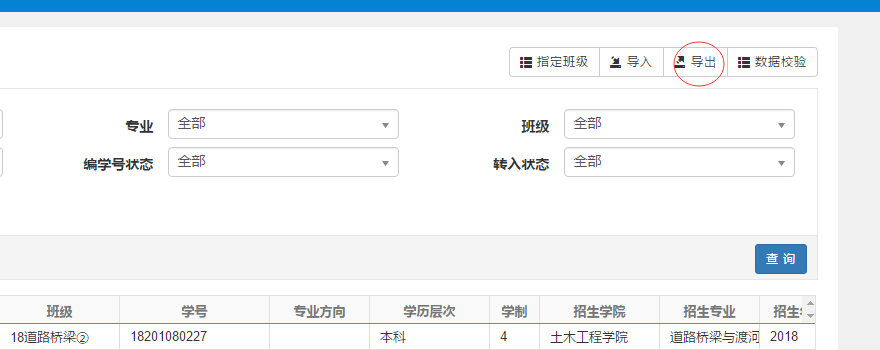 指定班级 导入 导出 数据校验
专业 全部 班级 全部
编学号状态 全部 转入状态 全部
查 询
班级 学号 专业方向 学历层次 学制 招生学院 招生专业 招生
18道路桥梁② 18201080227 本科 4 土木工程学院 道路桥梁与渡河 2018